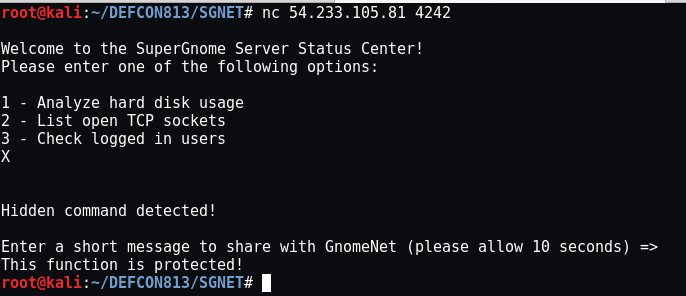 root@kali:~/DEFCON813/SGNET# nc 54.233.105.81 4242
Welcome to the SuperGnome Server Status Center!
Please enter one of the following options:
1 - Analyze hard disk usage
2 - List open TCP sockets
3 - Check logged in users
X
Hidden command detected!
Enter a short message to share with GnomeNet (please allow 10 seconds) =>
This function is protected!
root@kali:~/DEFCON813/SGNET#